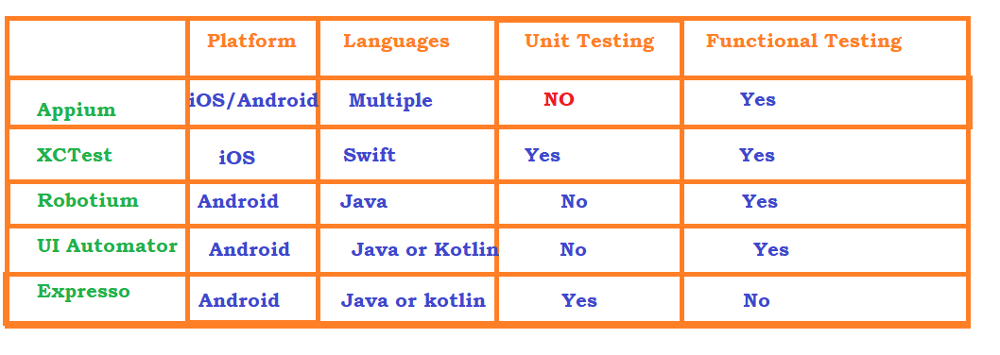 Platform Languages Unit Testing Functional Testing
Appium iOS/Android Multiple NO Yes
XCTest iOS Swift Yes Yes
Robotium Android Java No Yes
UI Automator Android Java or Kotlin No Yes
Expresso Android Java or kotlin Yes No